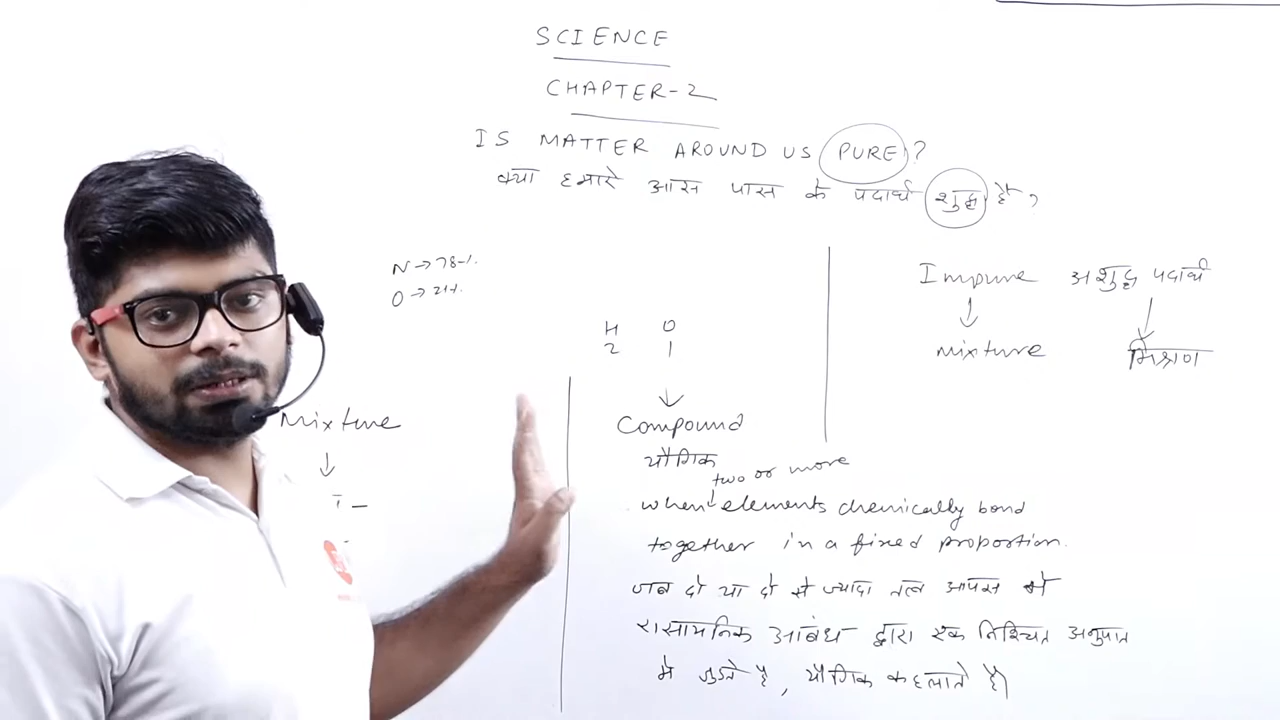 SCIENCE
CHAPTER-2
IS MATTER AROUND US PURE ?
क्या हमारे आस पास के पदार्थ शुद्ध है ?
N → 78%
O → 21%
H O
2 1
Impure अशुद्ध पदार्थ
mixture मिश्रण
Mixture
Compound
यौगिक
two or more
when elements chemically bond
together in a fixed proportion.
जब दो या दो से ज्यादा तत्व आपस मे
रासायनिक आबंध द्वारा एक निश्चित अनुपात
मे जुड़ते है, यौगिक कहलाते है।